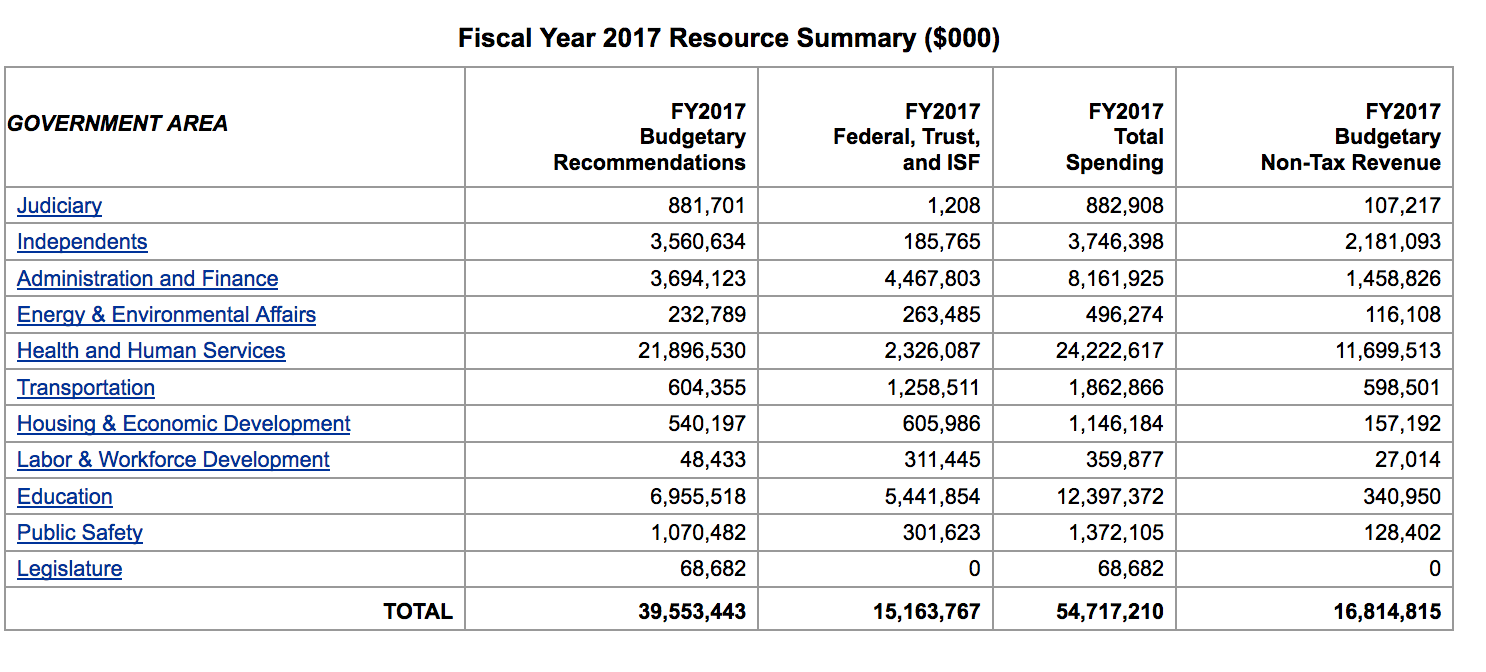 Fiscal Year 2017 Resource Summary ($000)
GOVERNMENT AREA
FY2017 Budgetary Recommendations
FY2017 Federal, Trust, and ISF
FY2017 Total Spending
FY2017 Budgetary Non-Tax Revenue
Judiciary 881,701 1,208 882,908 107,217
Independents 3,560,634 185,765 3,746,398 2,181,093
Administration and Finance 3,694,123 4,467,803 8,161,925 1,458,826
Energy & Environmental Affairs 232,789 263,485 496,274 116,108
Health and Human Services 21,896,530 2,326,087 24,222,617 11,699,513
Transportation 604,355 1,258,511 1,862,866 598,501
Housing & Economic Development 540,197 605,986 1,146,184 157,192
Labor & Workforce Development 48,433 311,445 359,877 27,014
Education 6,955,518 5,441,854 12,397,372 340,950
Public Safety 1,070,482 301,623 1,372,105 128,402
Legislature 68,682 0 68,682 0
TOTAL 39,553,443 15,163,767 54,717,210 16,814,815